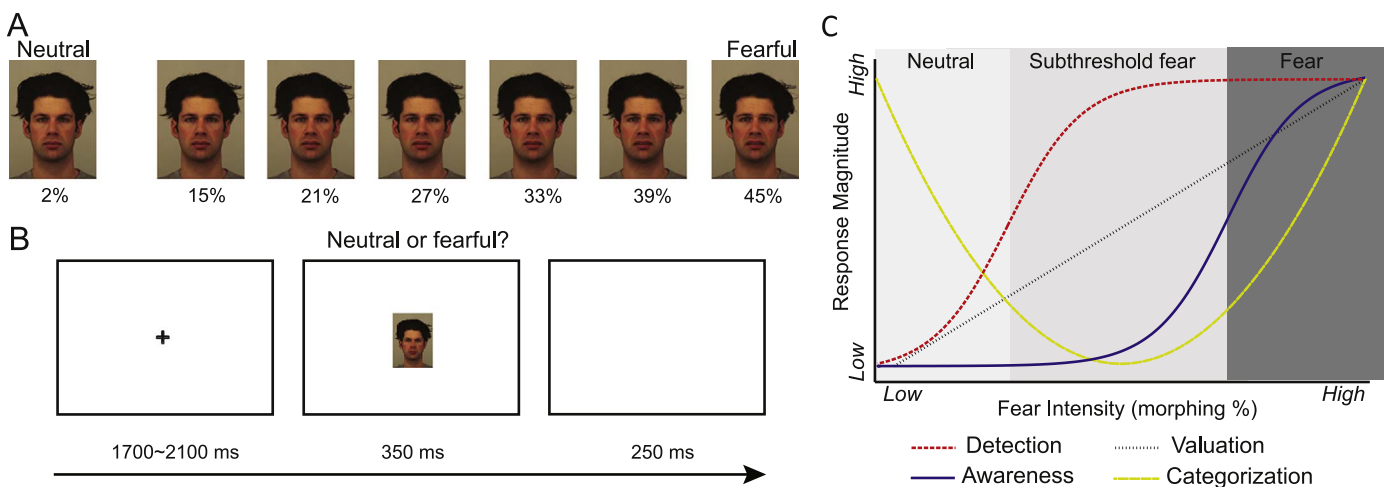 A
Neutral
Fearful
2%
15%
21%
27%
33%
39%
45%
B
Neutral or fearful?
1700~2100 ms
350 ms
250 ms
C
Neutral
Subthreshold fear
Fear
High
Response Magnitude
Low
Low
High
Fear Intensity (morphing %)
Detection
Valuation
Awareness
Categorization